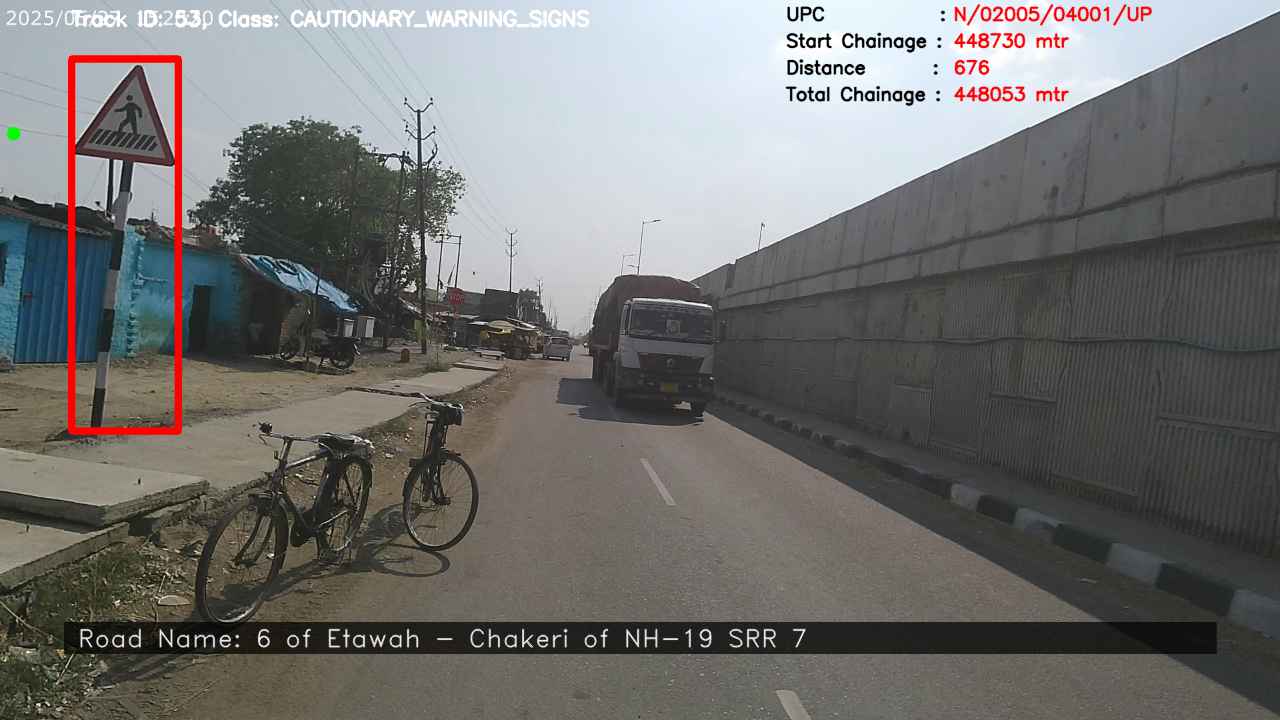 Track ID: 53, Class: CAUTIONARY_WARNING_SIGNS
UPC : N/02005/04001/UP
Start Chainage : 448730 mtr
Distance : 676
Total Chainage : 448053 mtr
STOP
Road Name: 6 of Etawah - Chakeri of NH-19 SRR 7